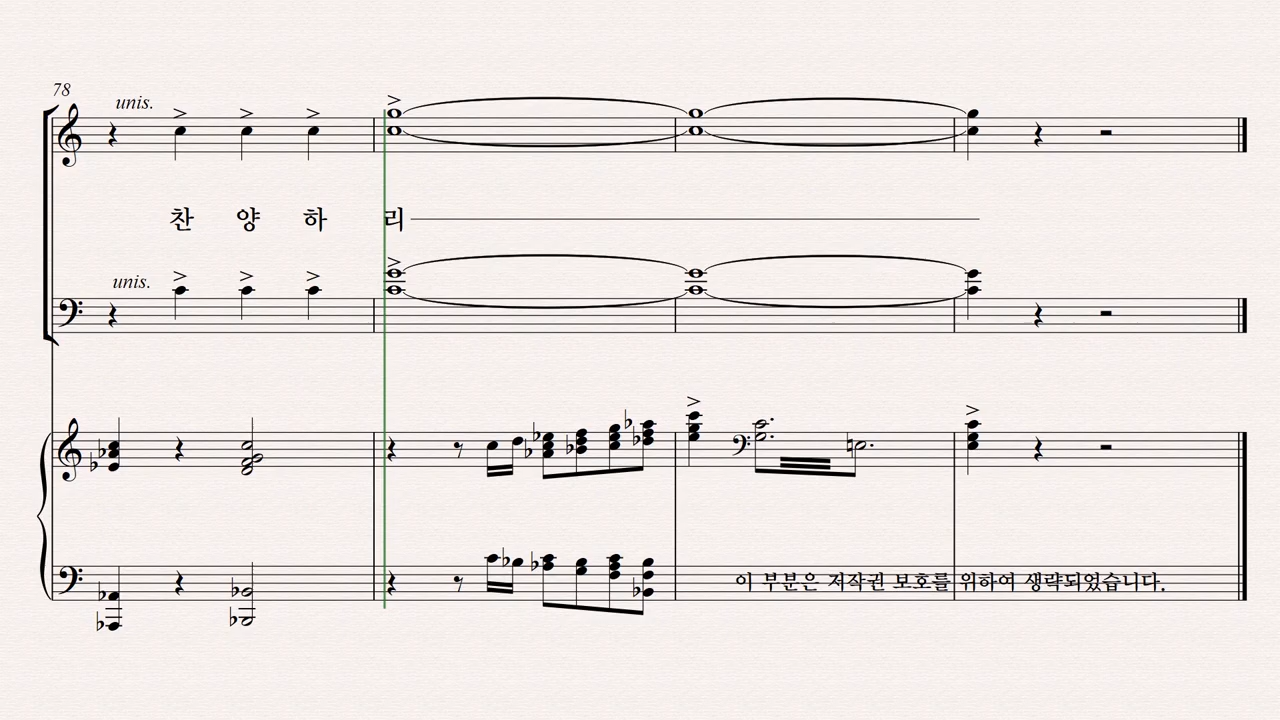 78
unis.
찬 양 하 리
unis.
이 부분은 저작권 보호를 위하여 생략되었습니다.